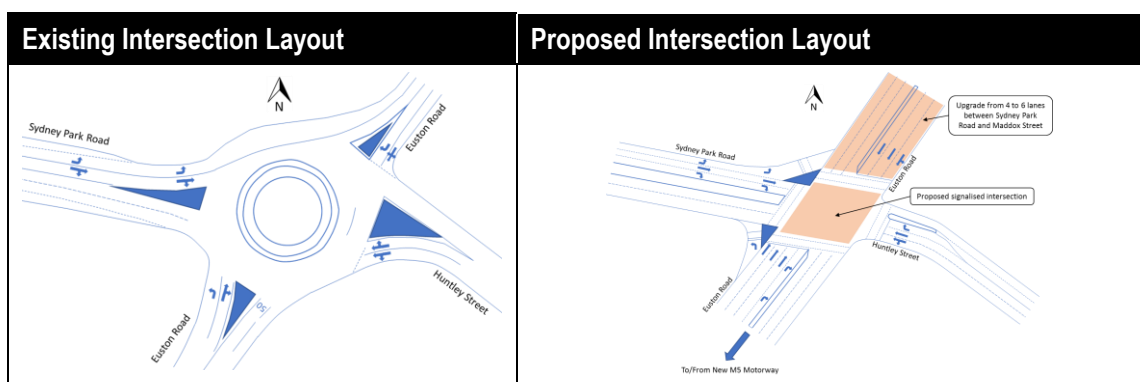 Existing Intersection Layout
Proposed Intersection Layout
N
Sydney Park Road
Euston Road
Huntley Street
Euston Road
50
N
Upgrade from 4 to 6 lanes
between Sydney Park
Road and Maddox Street
Sydney Park Road
Euston Road
Proposed signalised intersection
Huntley Street
Euston Road
To/From New M5 Motorway